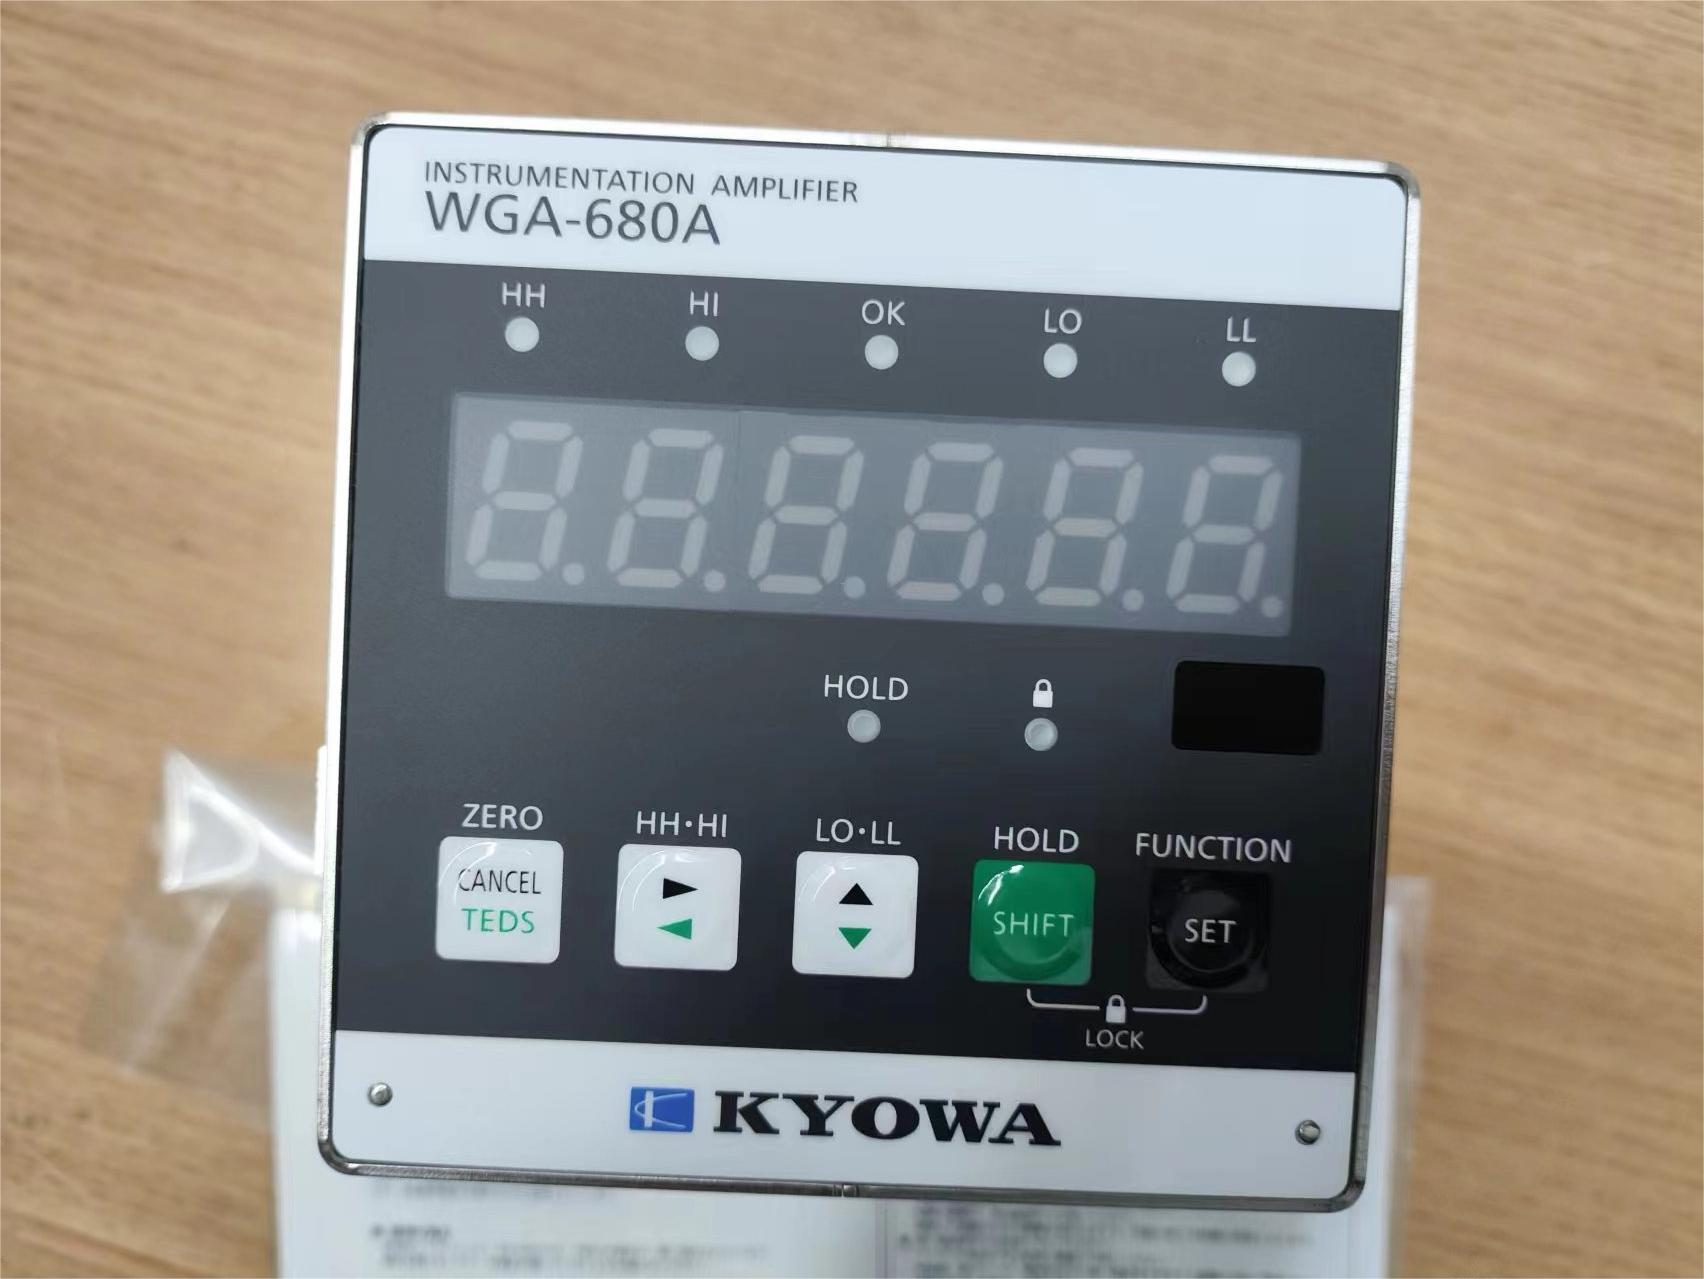 INSTRUMENTATION AMPLIFIER
WGA-680A
HH HI OK LO LL
HOLD
ZERO HH•HI LO•LL HOLD FUNCTION
CANCEL
TEDS
SHIFT
SET
LOCK
KYOWA